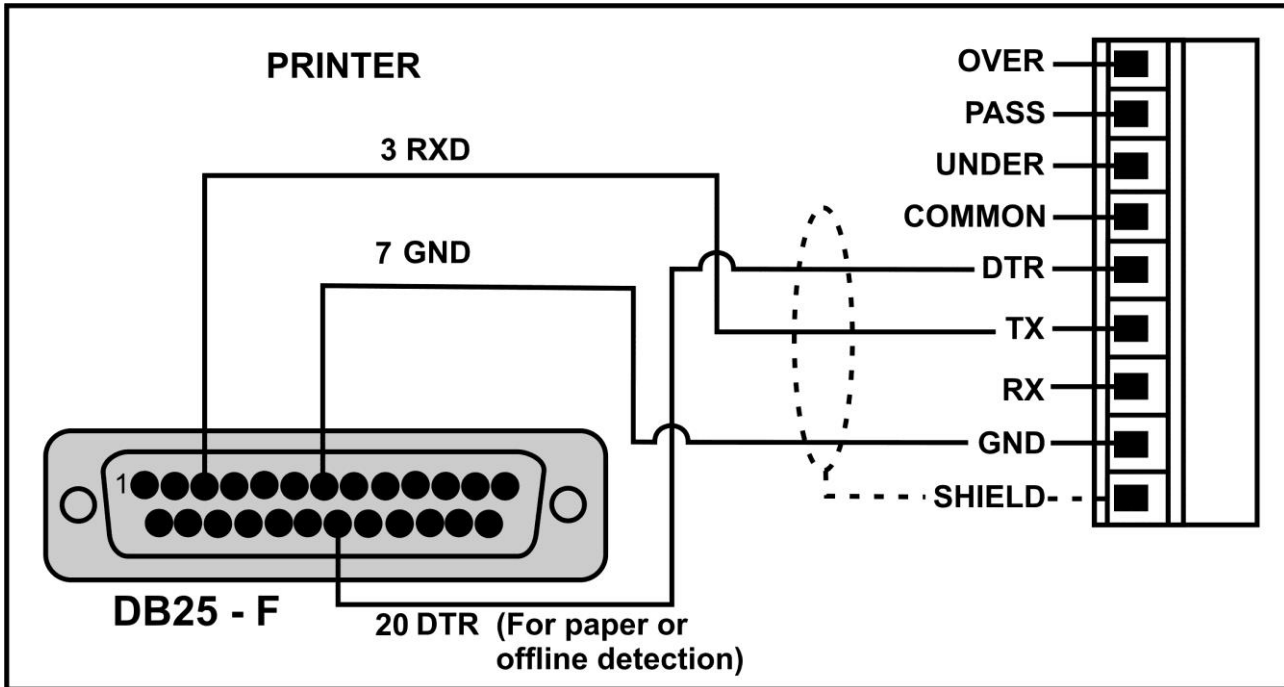 PRINTER
OVER
PASS
3 RXD
UNDER
COMMON
7 GND
DTR
TX
RX
GND
1
SHIELD
DB25 - F
20 DTR (For paper or
offline detection)